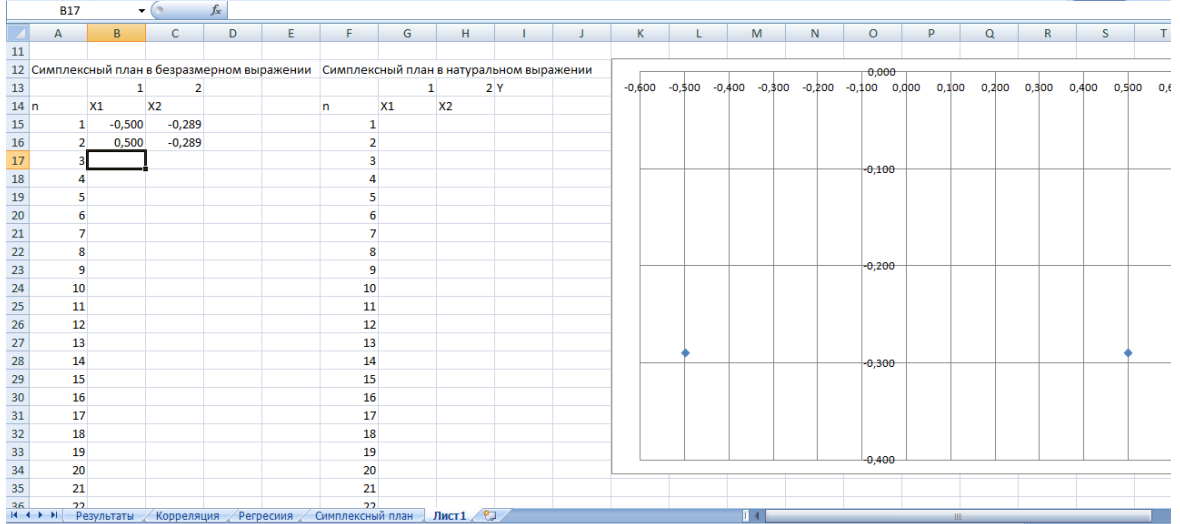 B17 fx
A B C D E F G H I J K L M N O P Q R S T
11
12 Симплексный план в безразмерном выражении Симплексный план в натуральном выражении
13 1 2 1 2 Y
14 n X1 X2 n X1 X2
15 1 -0,500 -0,289 1
16 2 0,500 -0,289 2
17 3 3
18 4 4
19 5 5
20 6 6
21 7 7
22 8 8
23 9 9
24 10 10
25 11 11
26 12 12
27 13 13
28 14 14
29 15 15
30 16 16
31 17 17
32 18 18
33 19 19
34 20 20
35 21 21
36 22 22
0,000
-0,600 -0,500 -0,400 -0,300 -0,200 -0,100 0,000 0,100 0,200 0,300 0,400 0,500
-0,100
-0,200
-0,300
-0,400
Результаты Корреляция Регресиия Симплексный план Лист1